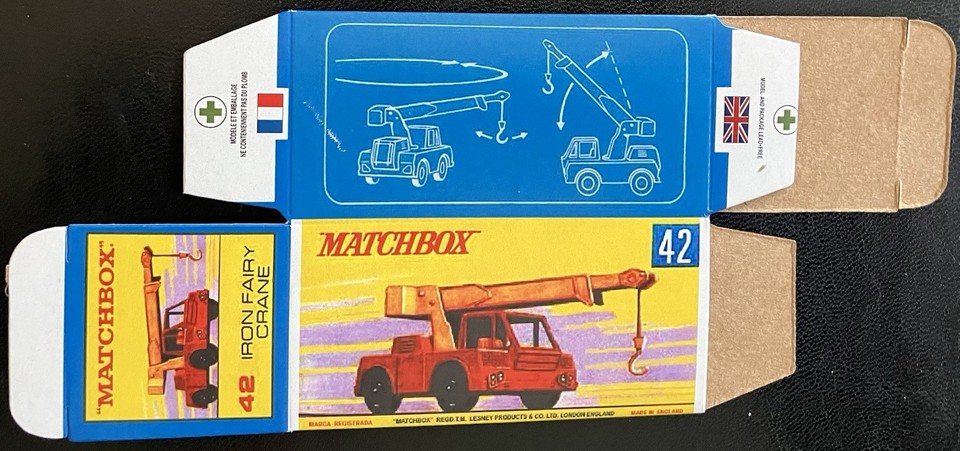 MODELE ET EMBALLAGE
NE CONTENIENNENT PAS DU PLOMB
MODEL AND PACKAGE LEAD-FREE
"MATCHBOX"
42 IRON FAIRY
CRANE
MATCHBOX
42
MARCA REGISTRADA "MATCHBOX" REGD.T.M. LESNEY PRODUCTS & CO. LTD. LONDON ENGLAND MADE IN ENGLAND